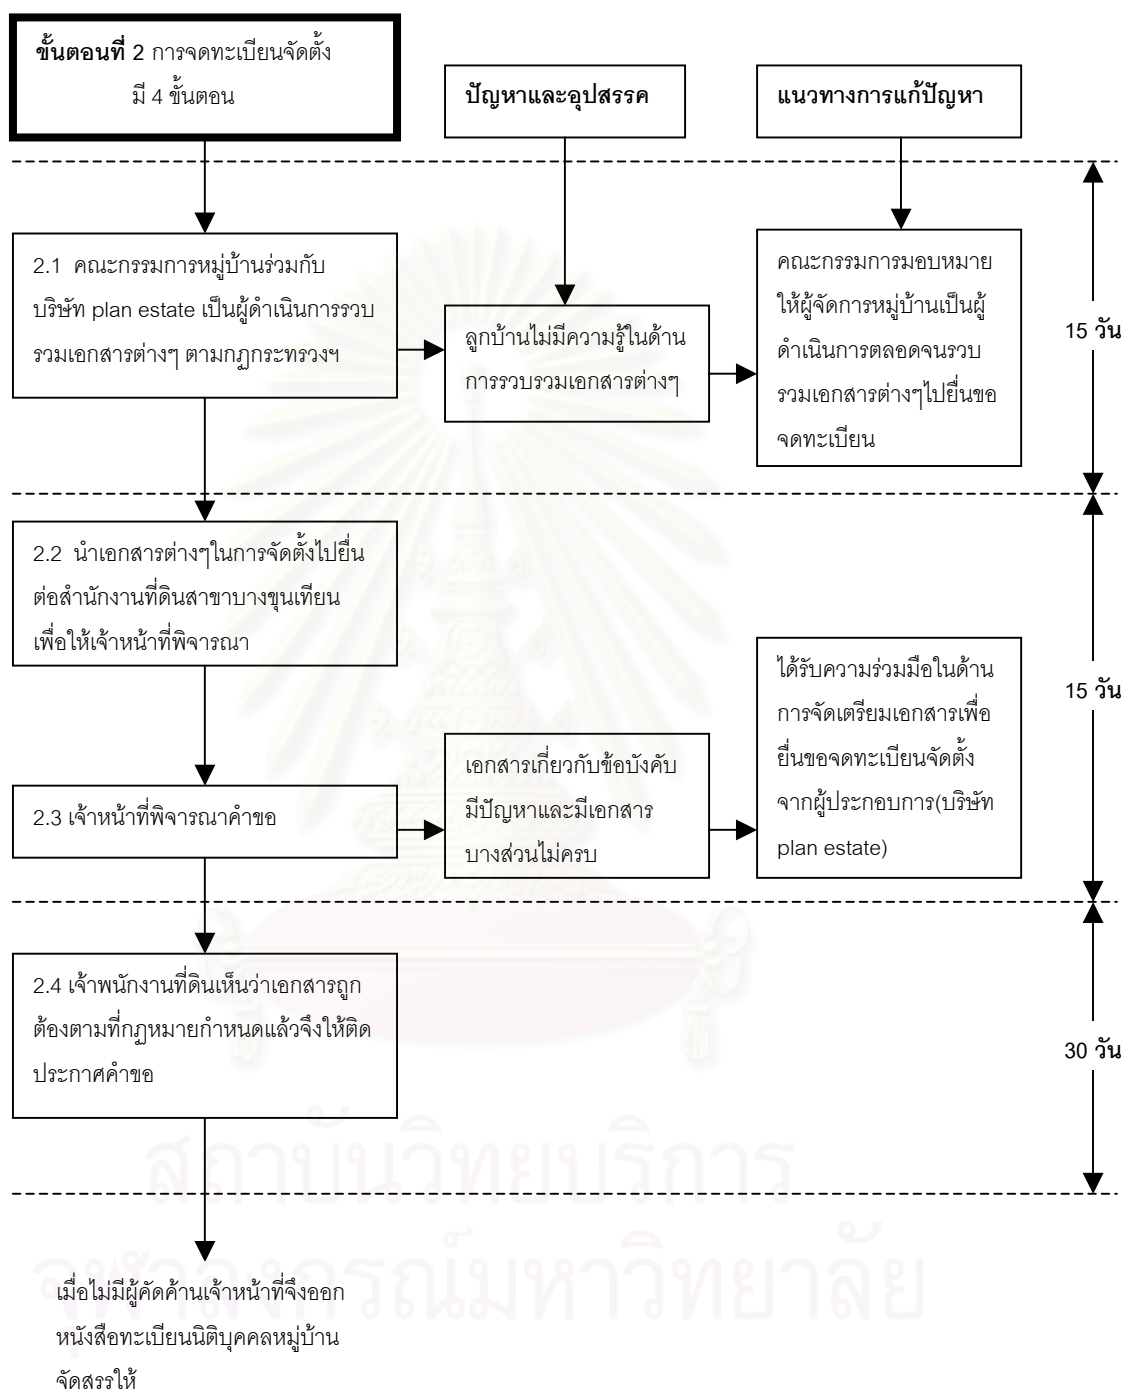 ขั้นตอนที่ 2 การจดทะเบียนจัดตั้ง
มี 4 ขั้นตอน
ปัญหาและอุปสรรค
แนวทางการแก้ปัญหา
2.1 คณะกรรมการหมู่บ้านร่วมกับ
บริษัท plan estate เป็นผู้ดำเนินการรวบ
รวมเอกสารต่างๆ ตามกฎกระทรวงฯ
ลูกบ้านไม่มีความรู้ในด้าน
การรวบรวมเอกสารต่างๆ
คณะกรรมการมอบหมาย
ให้ผู้จัดการหมู่บ้านเป็นผู้
ดำเนินการตลอดจนรวบ
รวมเอกสารต่างๆไปยื่นขอ
จดทะเบียน
15 วัน
2.2 นำเอกสารต่างๆในการจัดตั้งไปยื่น
ต่อสำนักงานที่ดินสาขาบางขุนเทียน
เพื่อให้เจ้าหน้าที่พิจารณา
2.3 เจ้าหน้าที่พิจารณาคำขอ
เอกสารเกี่ยวกับข้อบังคับ
มีปัญหาและมีเอกสาร
บางส่วนไม่ครบ
ได้รับความร่วมมือในด้าน
การจัดเตรียมเอกสารเพื่อ
ยื่นขอจดทะเบียนจัดตั้ง
จากผู้ประกอบการ(บริษัท
plan estate)
15 วัน
2.4 เจ้าพนักงานที่ดินเห็นว่าเอกสารถูก
ต้องตามที่กฎหมายกำหนดแล้วจึงให้ติด
ประกาศคำขอ
30 วัน
สถาบันวิทยบริการ
จุฬาลงกรณ์มหาวิทยาลัย
เมื่อไม่มีผู้คัดค้านเจ้าหน้าที่จึงออก
หนังสือทะเบียนนิติบุคคลหมู่บ้าน
จัดสรรให้